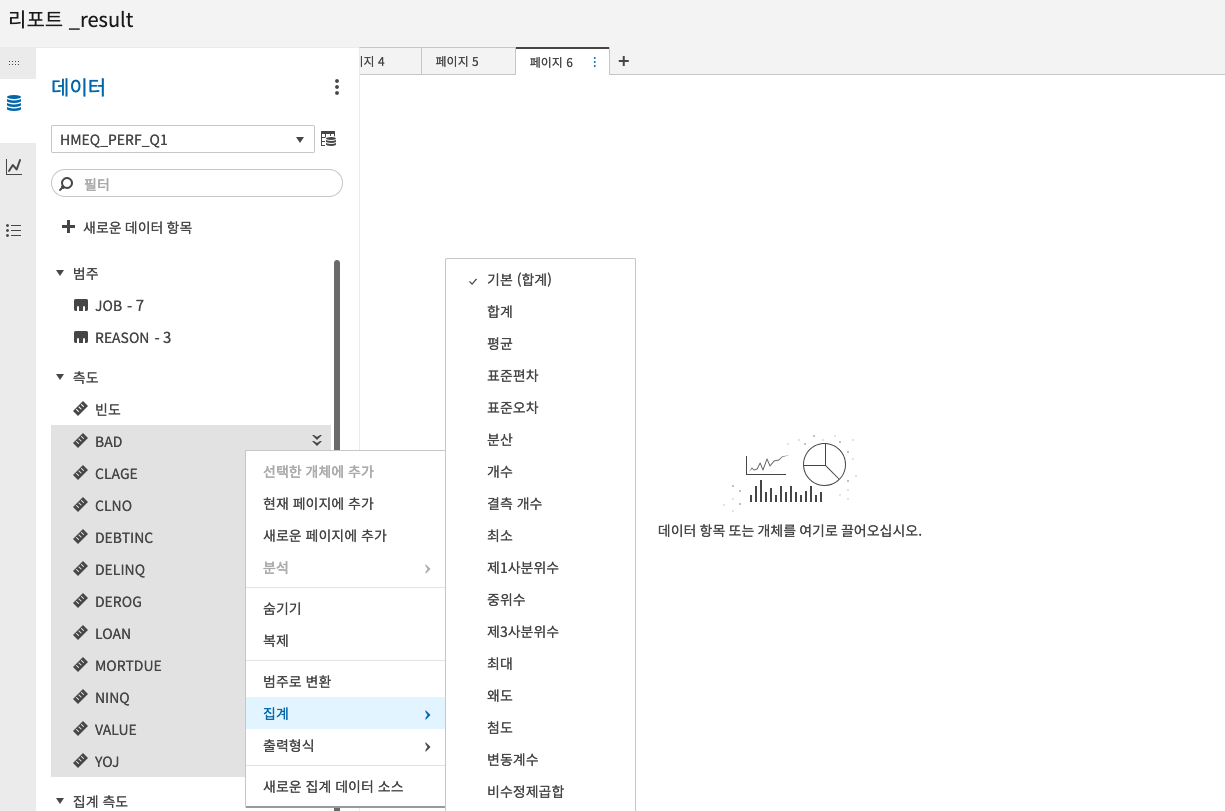 리포트 _result
지 4
페이지 5
페이지 6
데이터
HMEQ_PERF_Q1
필터
새로운 데이터 항목
범주
JOB - 7
REASON - 3
측도
빈도
BAD
CLAGE
CLNO
DEBTINC
DELINQ
DEROG
LOAN
MORTDUE
NINQ
VALUE
YOJ
집계 측도
선택한 개체에 추가
현재 페이지에 추가
새로운 페이지에 추가
분석
숨기기
복제
범주로 변환
집계
출력형식
새로운 집계 데이터 소스
기본 (합계)
합계
평균
표준편차
표준오차
분산
개수
결측 개수
최소
제1사분위수
중위수
제3사분위수
최대
왜도
첨도
변동계수
비수정제곱합
데이터 항목 또는 개체를 여기로 끌어오십시오.